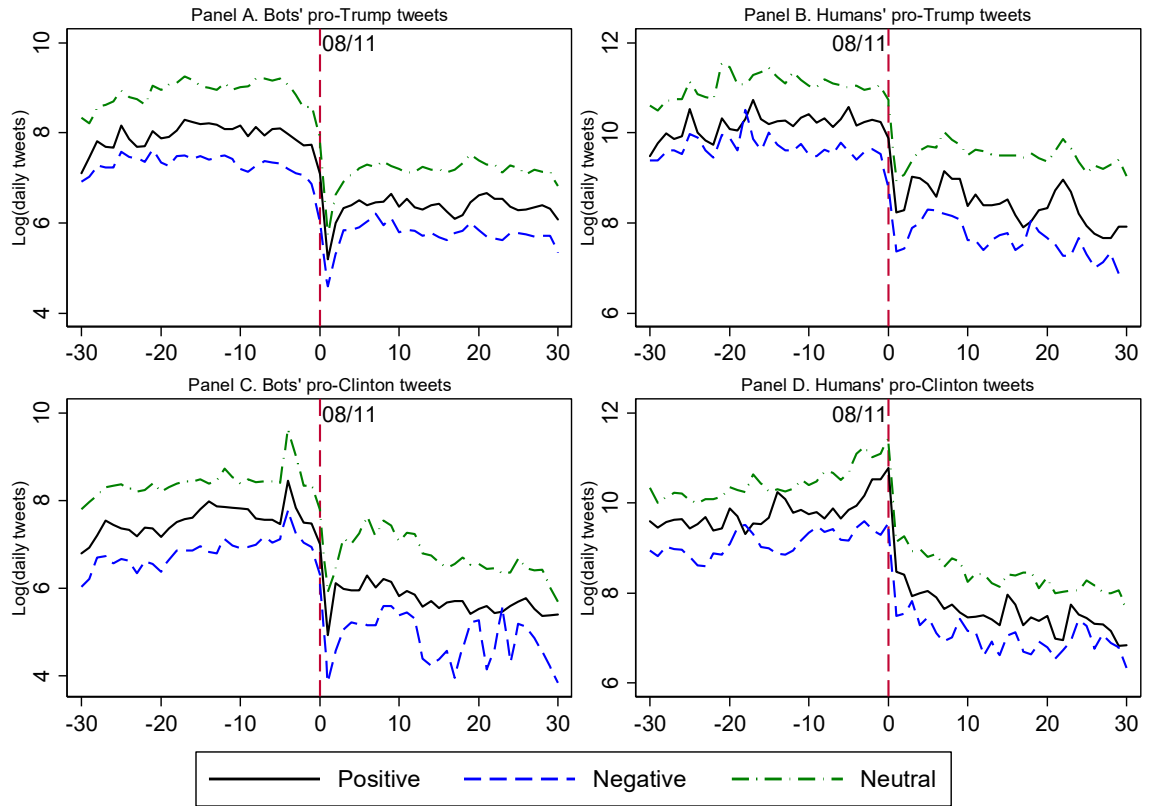 Panel A. Bots' pro-Trump tweets
Log(daily tweets)
10
8
6
4
08/11
-30 -20 -10 0 10 20 30
Panel B. Humans' pro-Trump tweets
Log(daily tweets)
12
10
8
6
08/11
-30 -20 -10 0 10 20 30
Panel C. Bots' pro-Clinton tweets
Log(daily tweets)
10
8
6
4
08/11
-30 -20 -10 0 10 20 30
Panel D. Humans' pro-Clinton tweets
Log(daily tweets)
12
10
8
6
08/11
-30 -20 -10 0 10 20 30
Positive Negative Neutral